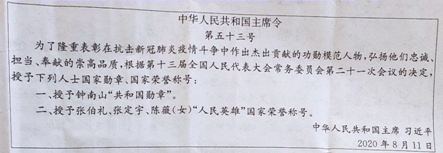 中华人民共和国主席令
第五十三号
为了隆重表彰在抗击新冠肺炎疫情斗争中作出杰出贡献的功勋模范人物,弘扬他们忠诚、
担当、奉献的崇高品质,根据第十三届全国人民代表大会常务委员会第二十一次会议的决定,
授予下列人士国家勋章、国家荣誉称号:
一、授予钟南山“共和国勋章”。
二、授予张伯礼、张定宇、陈薇(女)“人民英雄”国家荣誉称号。
中华人民共和国主席 习近平
2020年8月11日